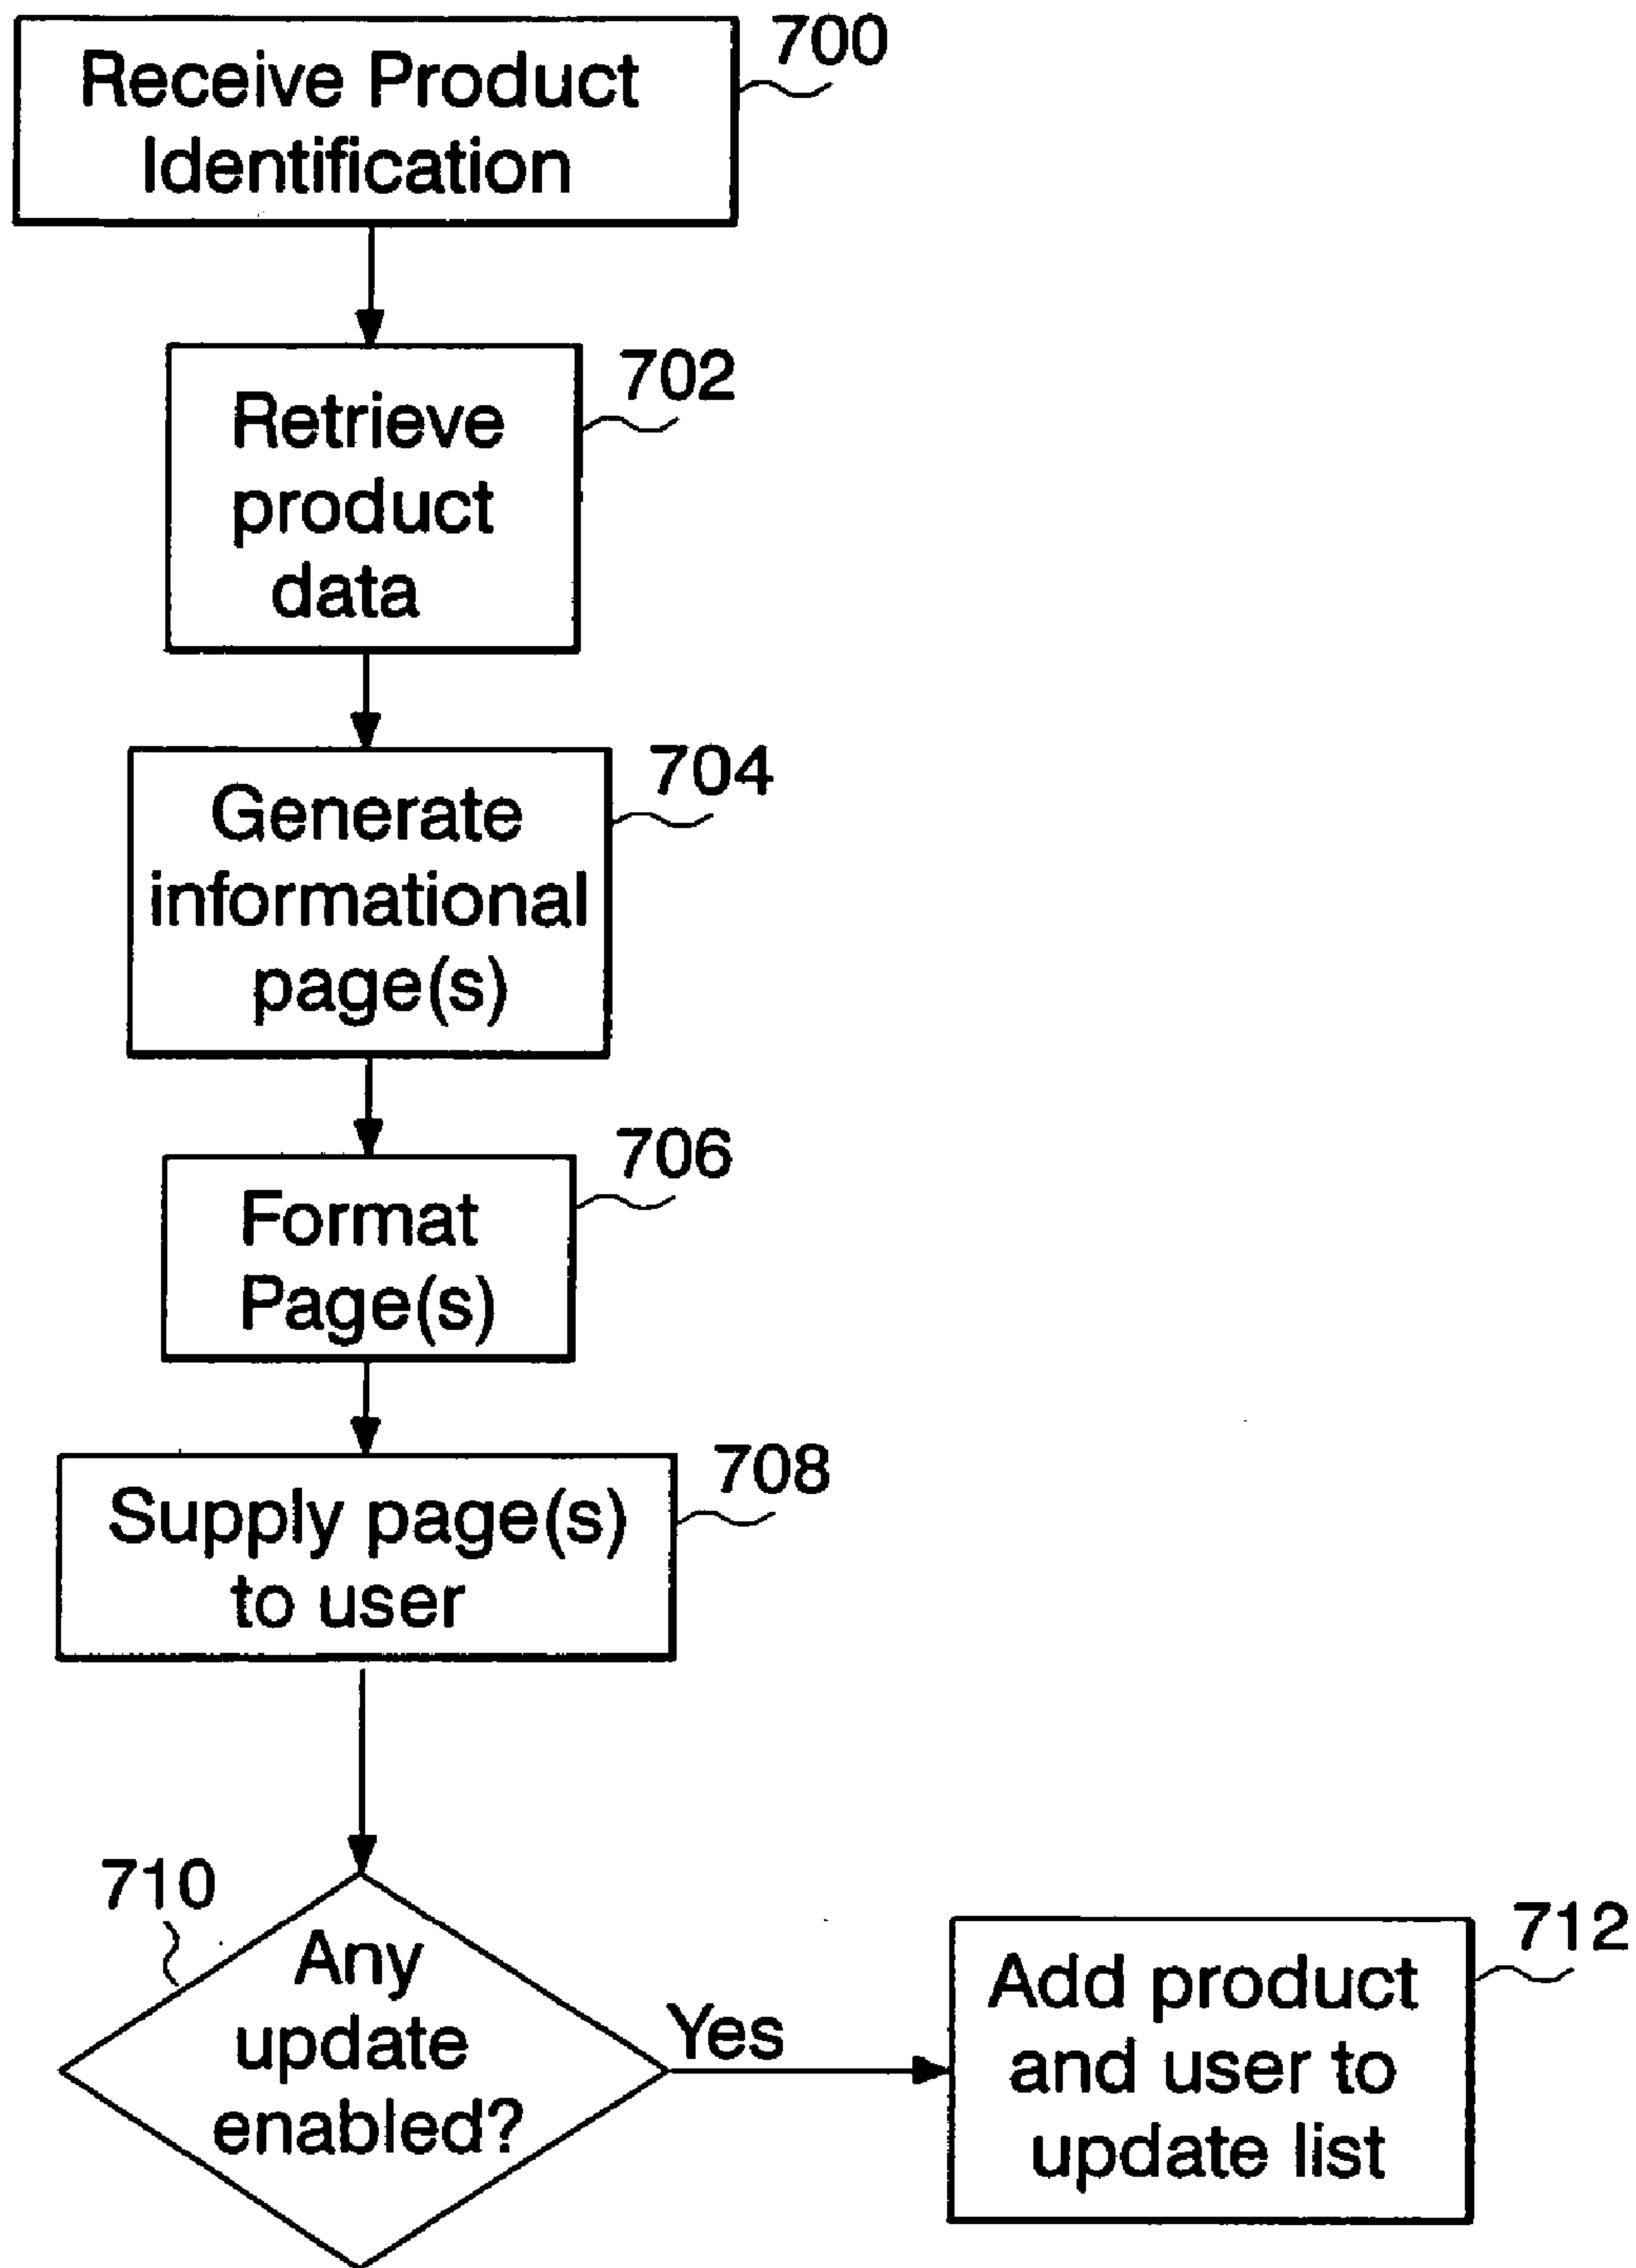 700
Receive Product
Identification
702
Retrieve
product
data
704
Generate
informational
page(s)
706
Format
Page(s)
708
Supply page(s)
to user
710
Any
update
enabled?
Yes
712
Add product
and user to
update list